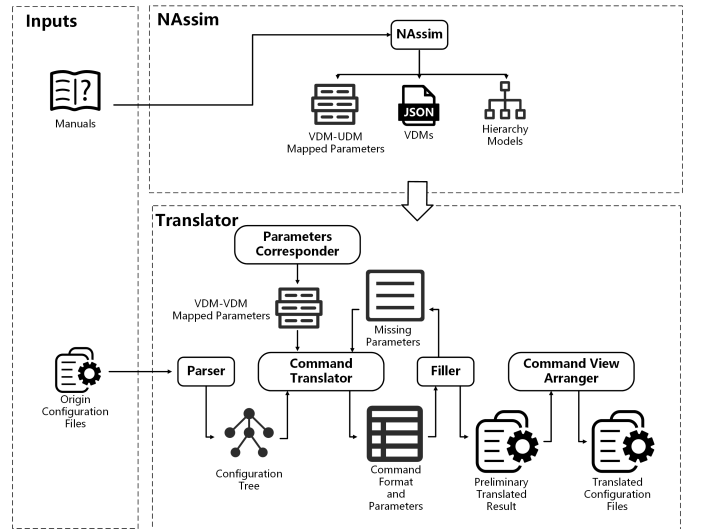 Inputs
NAssim
NAssim
Manuals
JSON
VDM-UDM
Mapped Parameters
VDMs
Hierarchy
Models
Translator
Parameters
Corresponder
VDM-VDM
Mapped Parameters
Missing
Parameters
Origin
Configuration
Files
Parser
Command
Translator
Filler
Command View
Arranger
Configuration
Tree
Command
Format
and
Parameters
Preliminary
Translated
Result
Translated
Configuration
Files